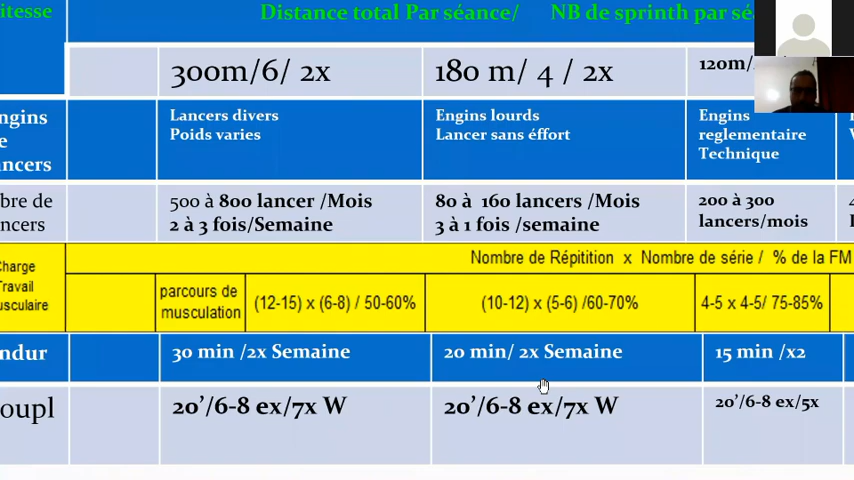 itesse
Distance total Par séance/ NB de sprinth par sé
300m/6/ 2x
180 m/ 4 / 2x
120m/
ngins
e
ancers
Lancers divers
Poids varies
Engins lourds
Lancer sans éffort
Engins
reglementaire
Technique
bre de
ncers
500 à 800 lancer /Mois
2 à 3 fois/Semaine
80 à 160 lancers /Mois
3 à 1 fois /semaine
200 à 300
lancers/mois
Charge
Travail
usculaire
Nombre de Répitition x Nombre de série / % de la FM
parcours de
musculation
(12-15) x (6-8) / 50-60%
(10-12) x (5-6) /60-70%
4-5 x 4-5/ 75-85%
ndur
30 min /2x Semaine
20 min/ 2x Semaine
15 min /x2
oupl
20’/6-8 ex/7x W
20’/6-8 ex/7x W
20’/6-8 ex/5x